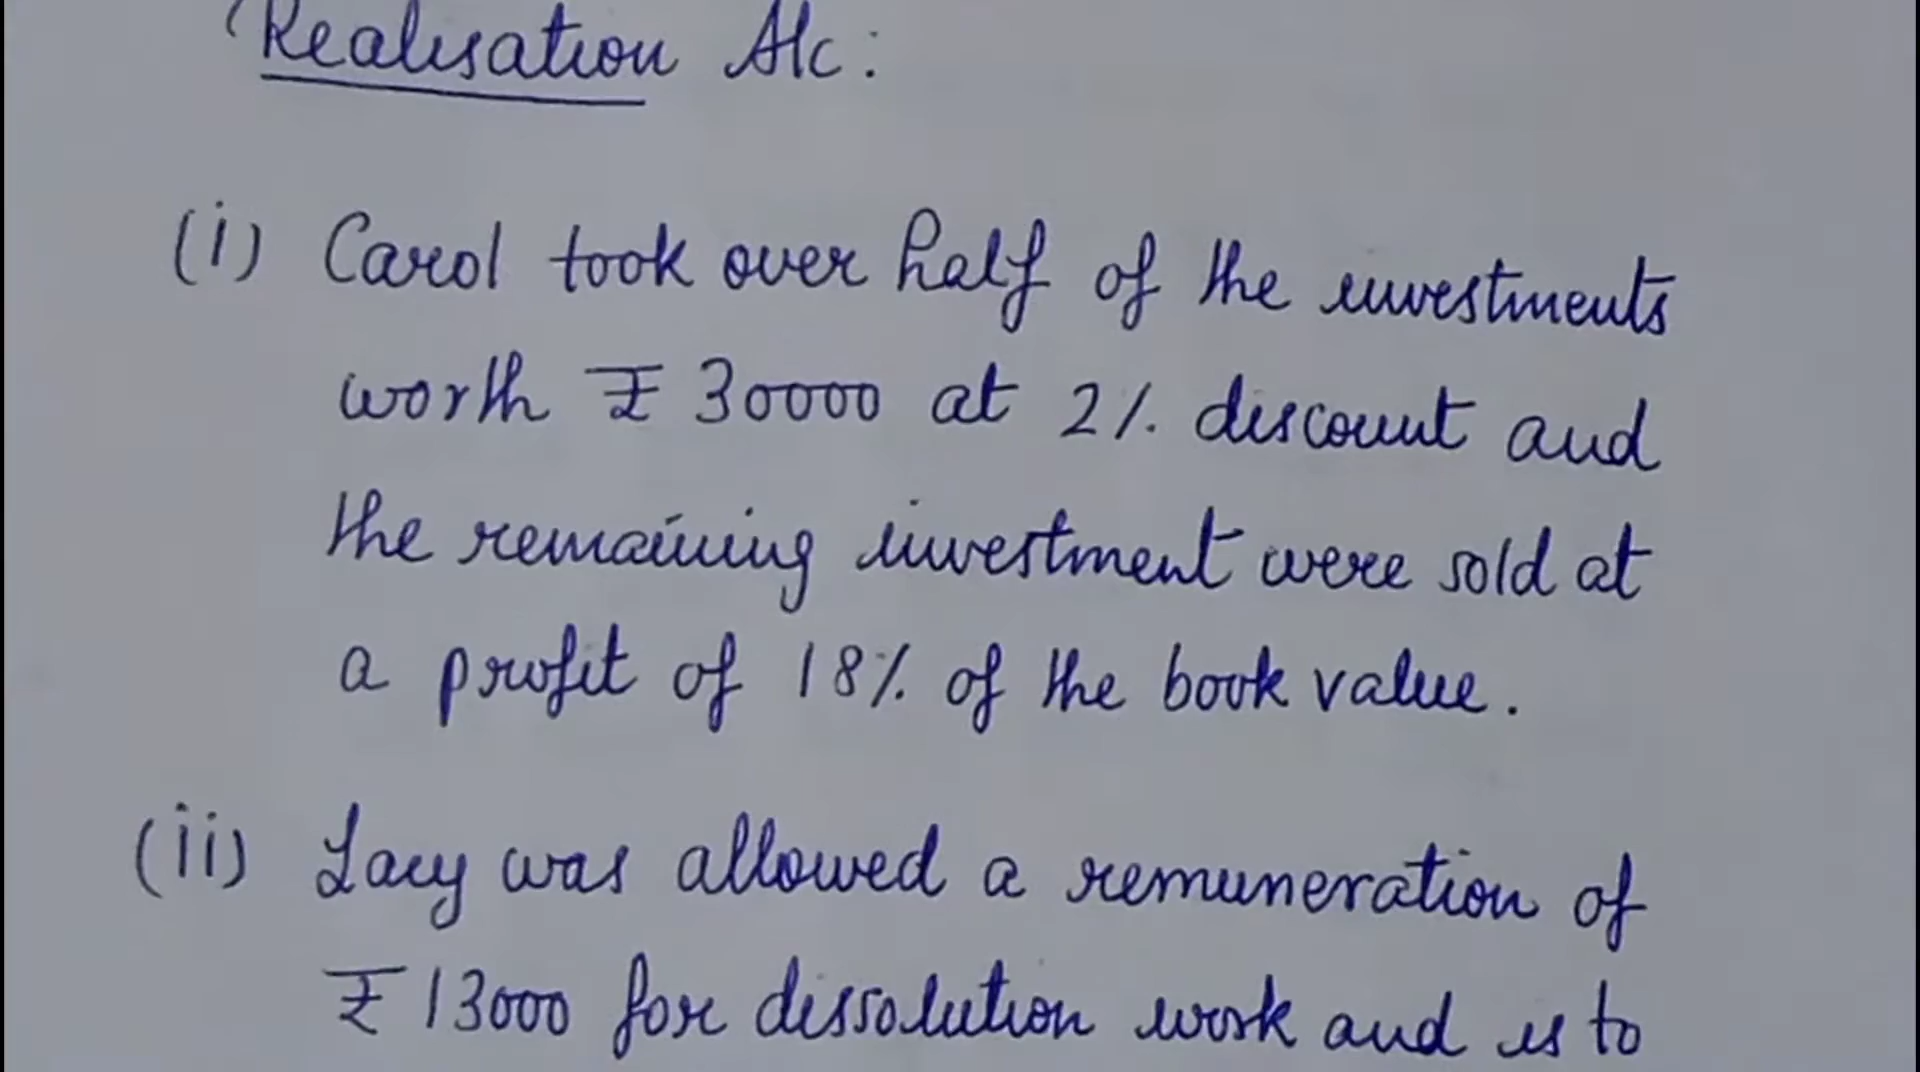 Realisation A/c:
(i) Carol took over half of the investments
worth ₹ 30000 at 2% discount and
the remaining investment were sold at
a profit of 18% of the book value.
(ii) Lacy was allowed a remuneration of
₹ 13000 for dissolution work and is to